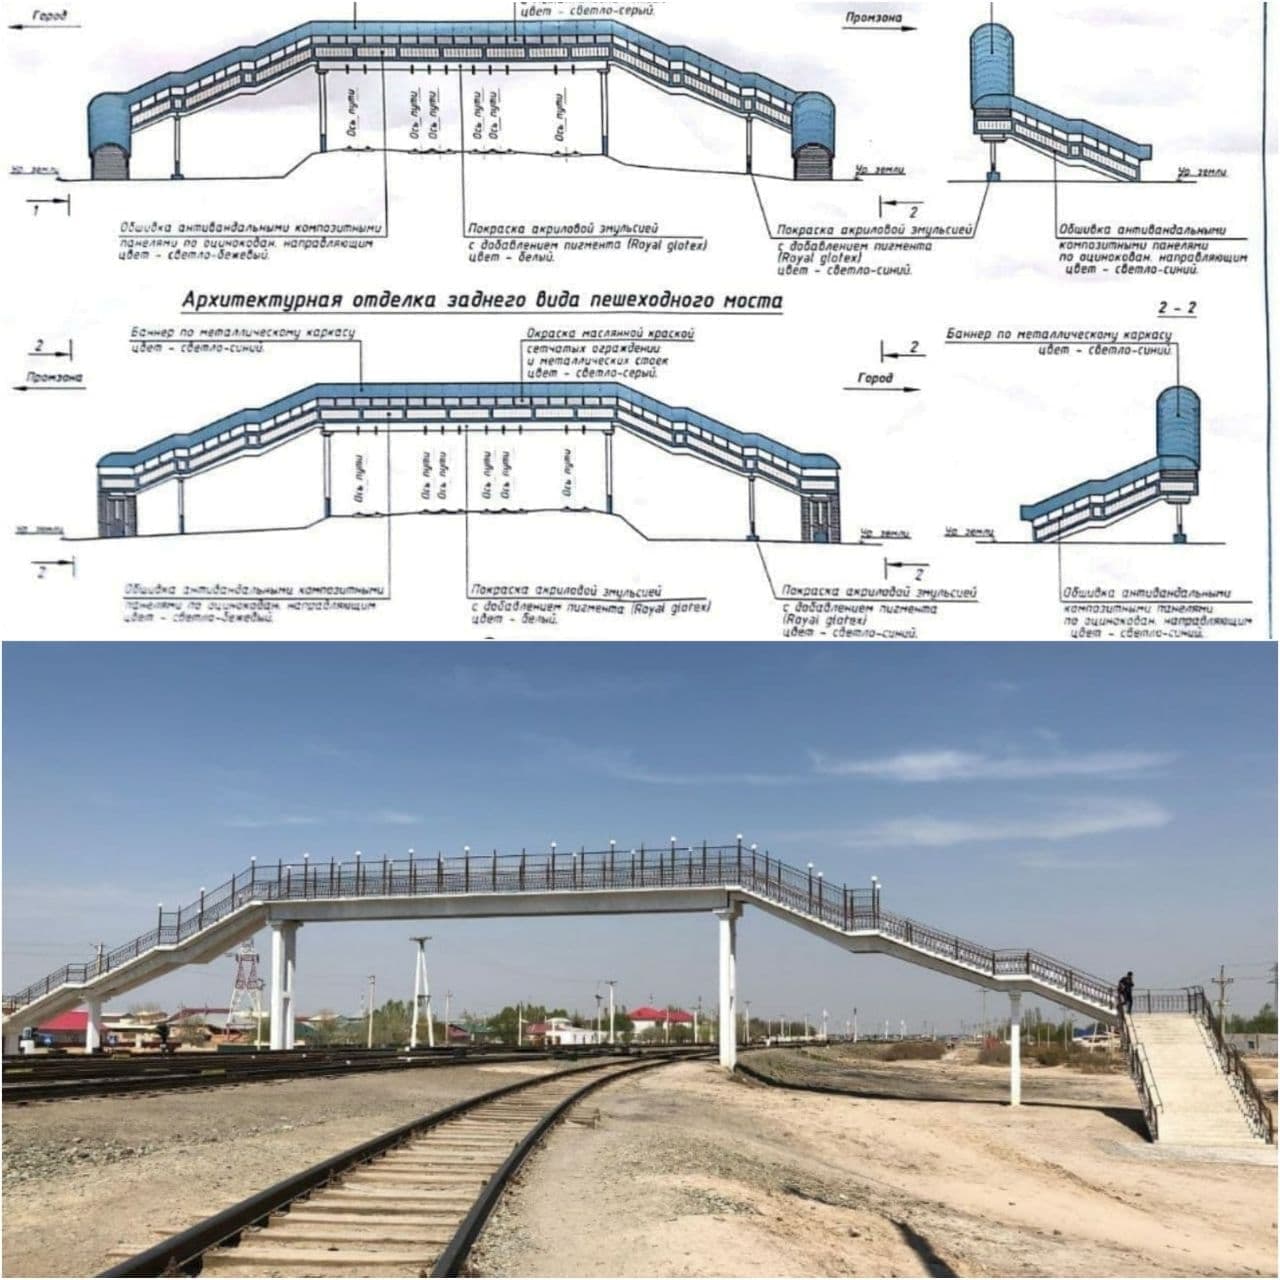 Город
цвет - светло-серый.
Промзона
Ось пути
Ось пути
Ось пути
Ось пути
Ось пути
Ось пути
Ур земли
Ур земли
Ур земли
1
2
Обшивка антивандальными композитными
панелями по оцинкован. направляющим
цвет - светло-бежевый.
Покраска акриловой эмульсией
с добавлением пигмента (Royal glotex)
цвет - белый.
Покраска акриловой эмульсией
с добавлением пигмента
(Royal glotex)
цвет - светло-синий.
Обшивка антивандальными
композитными панелями
по оцинкован. направляющим
цвет - светло-синий.
Архитектурная отделка заднего вида пешеходного моста
2 - 2
Баннер по металлическому каркасу
цвет - светло-синий.
Окраска маслянной краской
сетчатых ограждений
и металлических стоек
цвет - светло-серый.
Баннер по металлическому каркасу
цвет - светло-синий.
2
2
Промзона
Город
Ось пути
Ось пути
Ось пути
Ось пути
Ось пути
Ось пути
Ур земли
Ур земли
Ур земли
2
2
Обшивка антивандальными композитными
панелями по оцинкован. направляющим
цвет - светло-бежевый.
Покраска акриловой эмульсией
с добавлением пигмента (Royal glotex)
цвет - белый.
Покраска акриловой эмульсией
с добавлением пигмента
(Royal glotex)
цвет - светло-синий.
Обшивка антивандальными
композитными панелями
по оцинкован. направляющим
цвет - светло-синий.